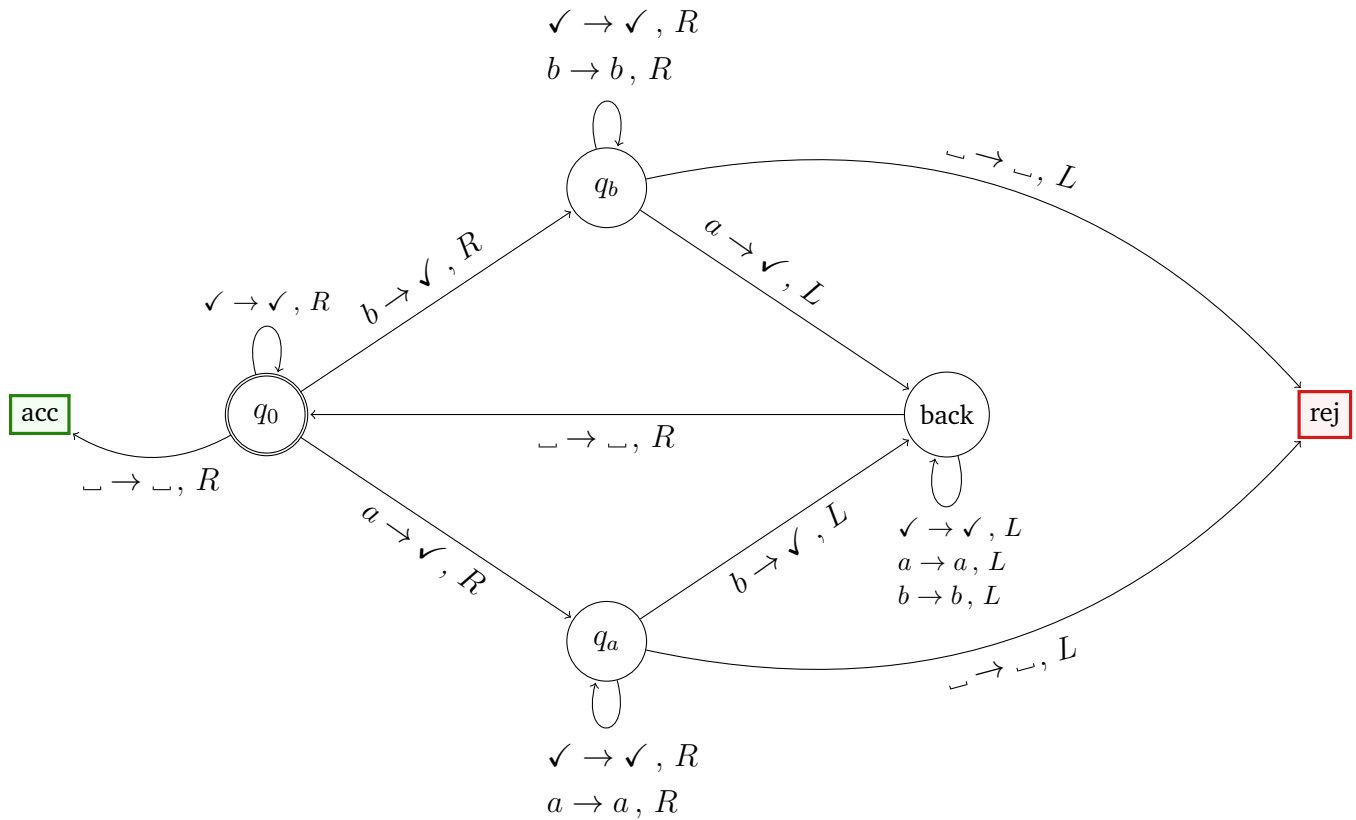 ✓ → ✓ , R
b → b , R
q_b
␣ → ␣, L
b → ✓ , R
a → ✓ , L
✓ → ✓ , R
acc
q_0
back
rej
␣ → ␣, R
␣ → ␣, R
a → ✓ , R
b → ✓ , L
✓ → ✓ , L
a → a , L
b → b , L
q_a
␣ → ␣, L
✓ → ✓ , R
a → a , R